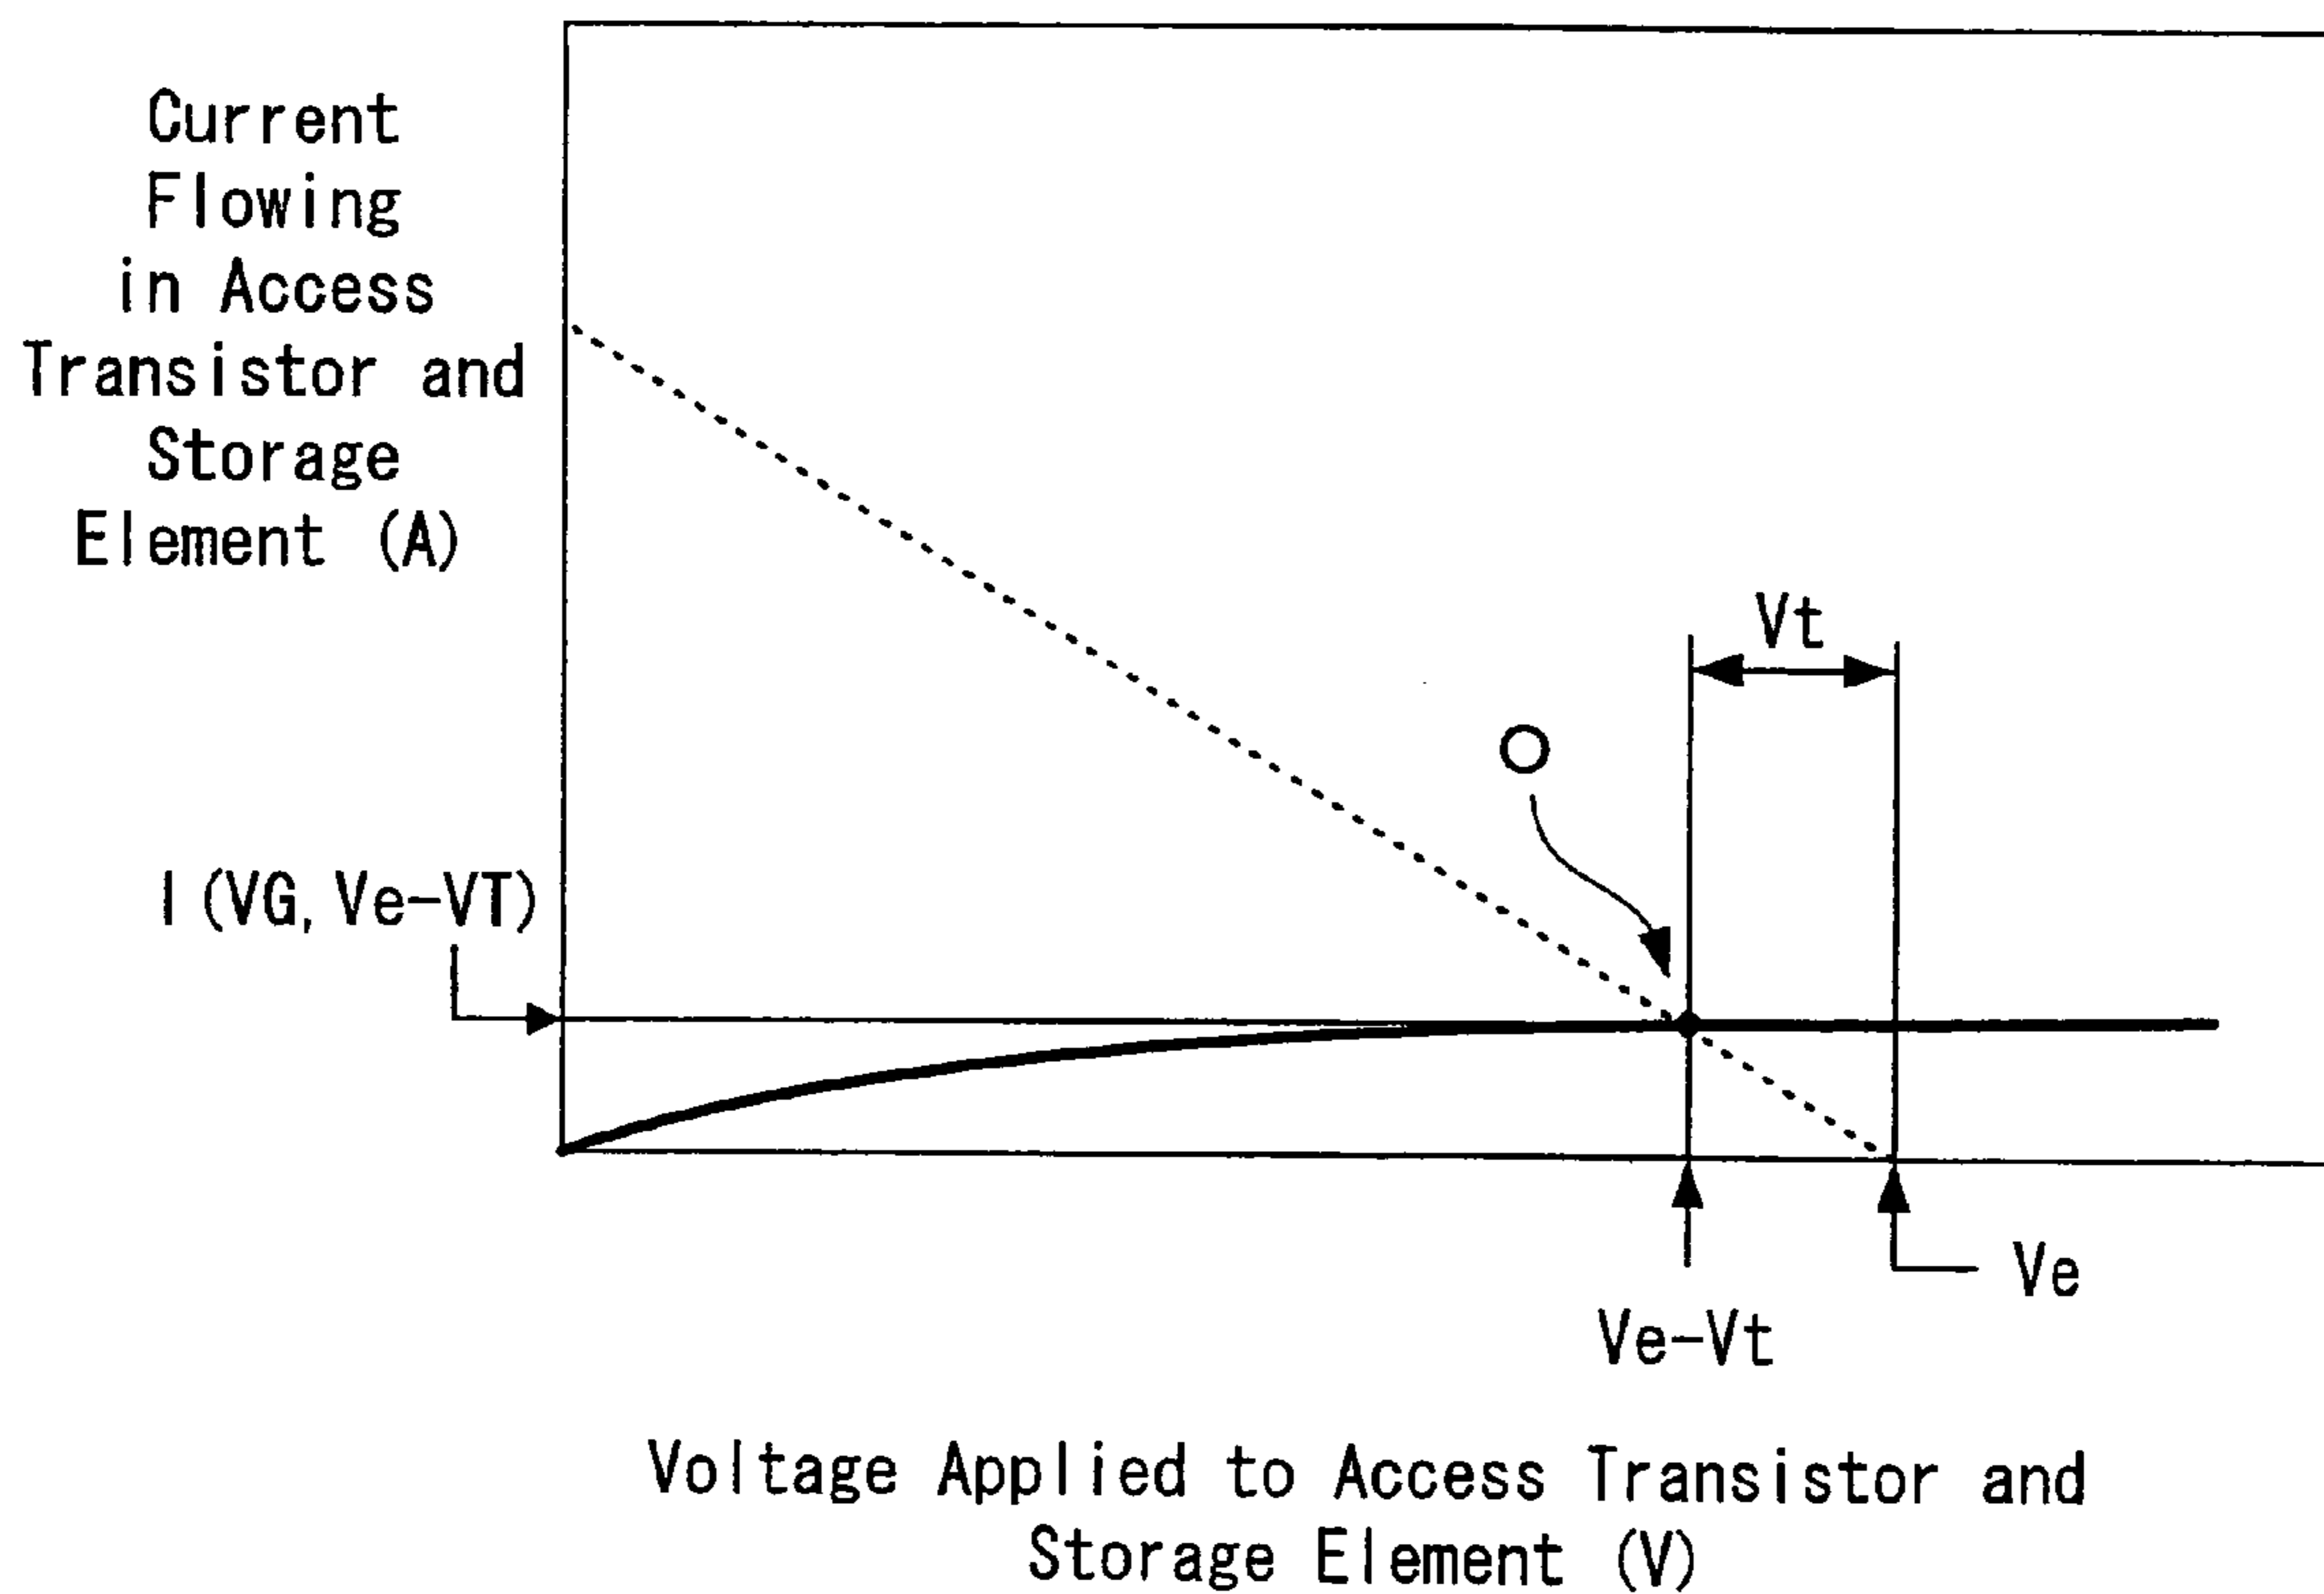 Current
Flowing
in Access
Transistor and
Storage
Element (A)
Vt
O
I (VG, Ve-VT)
Ve
Ve-Vt
Voltage Applied to Access Transistor and
Storage Element (V)